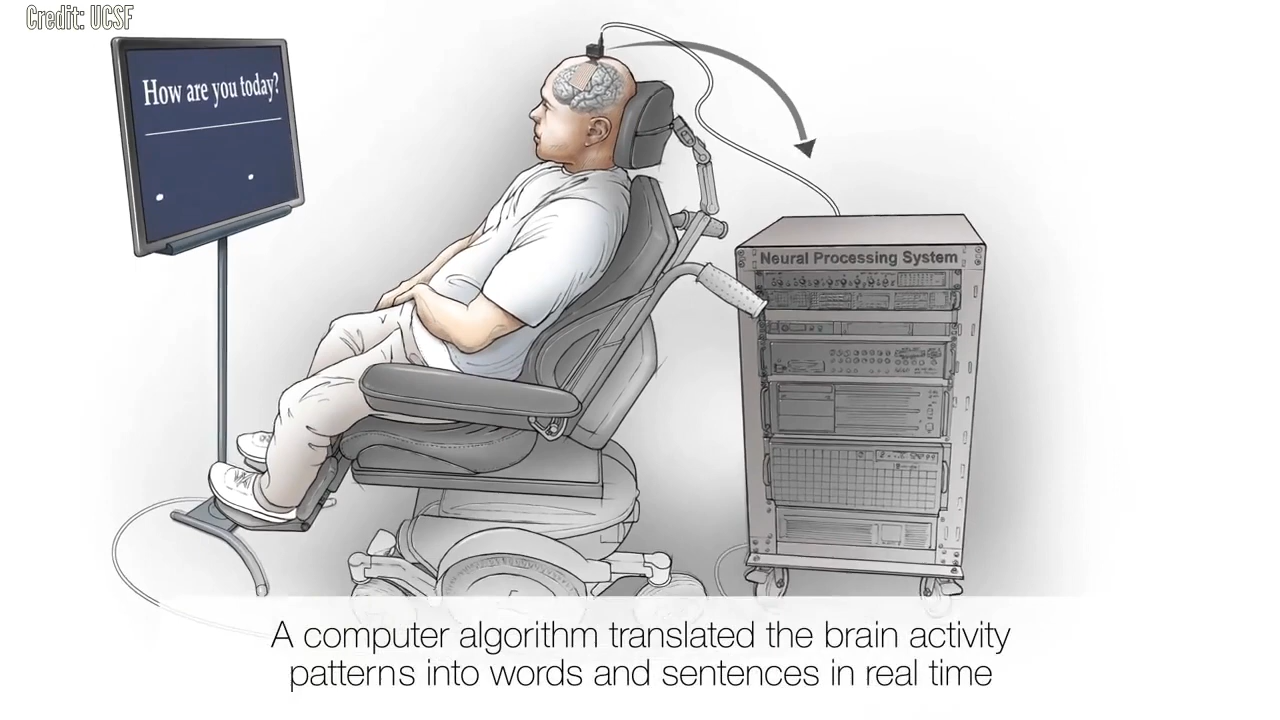 Credit: UCSF
How are you today?
Neural Processing System
A computer algorithm translated the brain activity
patterns into words and sentences in real time